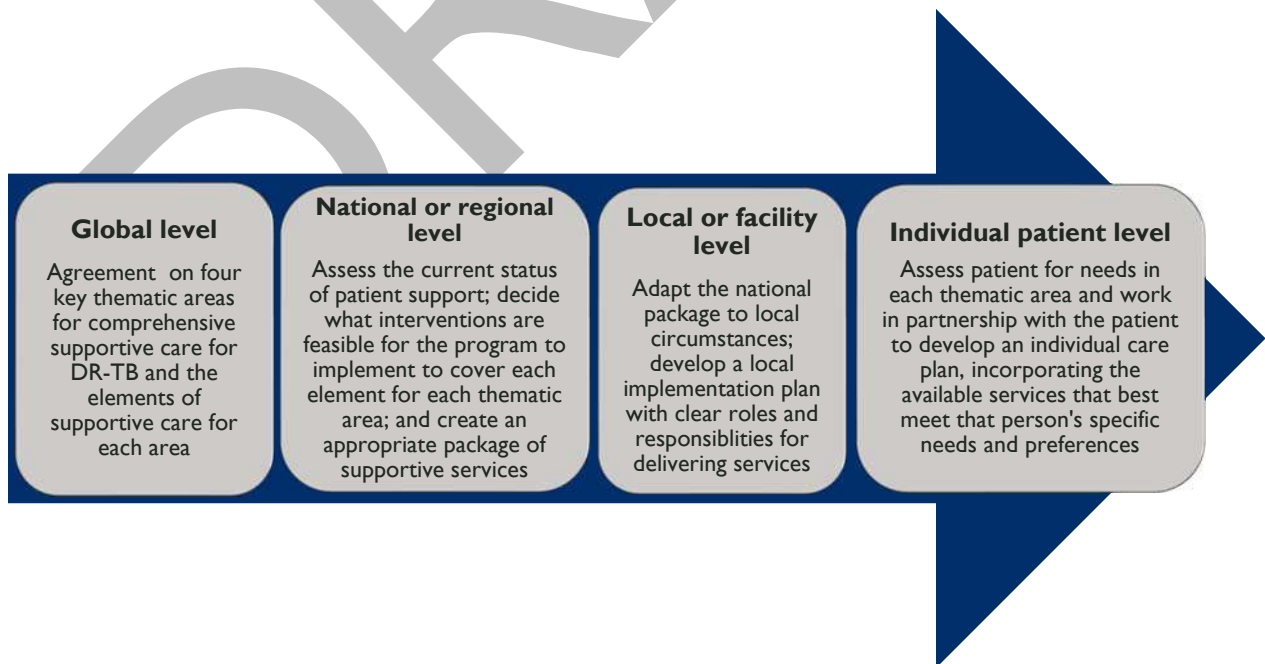 Global level
Agreement on four
key thematic areas
for comprehensive
supportive care for
DR-TB and the
elements of
supportive care for
each area
National or regional
level
Assess the current status
of patient support; decide
what interventions are
feasible for the program to
implement to cover each
element for each thematic
area; and create an
appropriate package of
supportive services
Local or facility
level
Adapt the national
package to local
circumstances;
develop a local
implementation plan
with clear roles and
responsiblities for
delivering services
Individual patient level
Assess patient for needs in
each thematic area and work
in partnership with the patient
to develop an individual care
plan, incorporating the
available services that best
meet that person's specific
needs and preferences